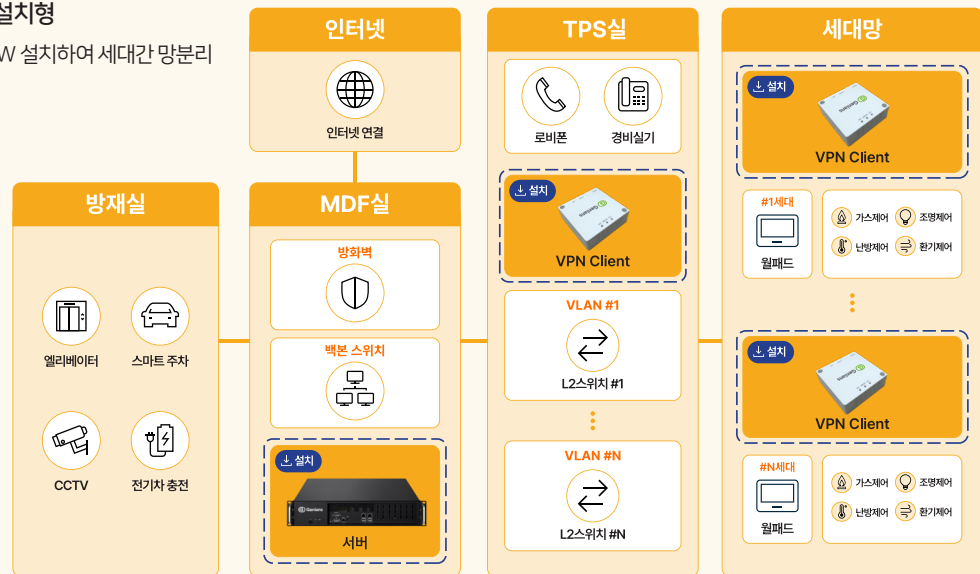 설치형
W 설치하여 세대간 망분리
인터넷
인터넷 연결
방재실
엘리베이터
스마트 주차
CCTV
전기차 충전
MDF실
방화벽
백본 스위치
설치
Genians
서버
TPS실
로비폰
경비실기
설치
Genians
VPN Client
VLAN #1
L2스위치 #1
VLAN #N
L2스위치 #N
세대망
설치
Genians
VPN Client
#1세대
월패드
가스제어
조명제어
난방제어
환기제어
설치
Genians
VPN Client
#N세대
월패드
가스제어
조명제어
난방제어
환기제어